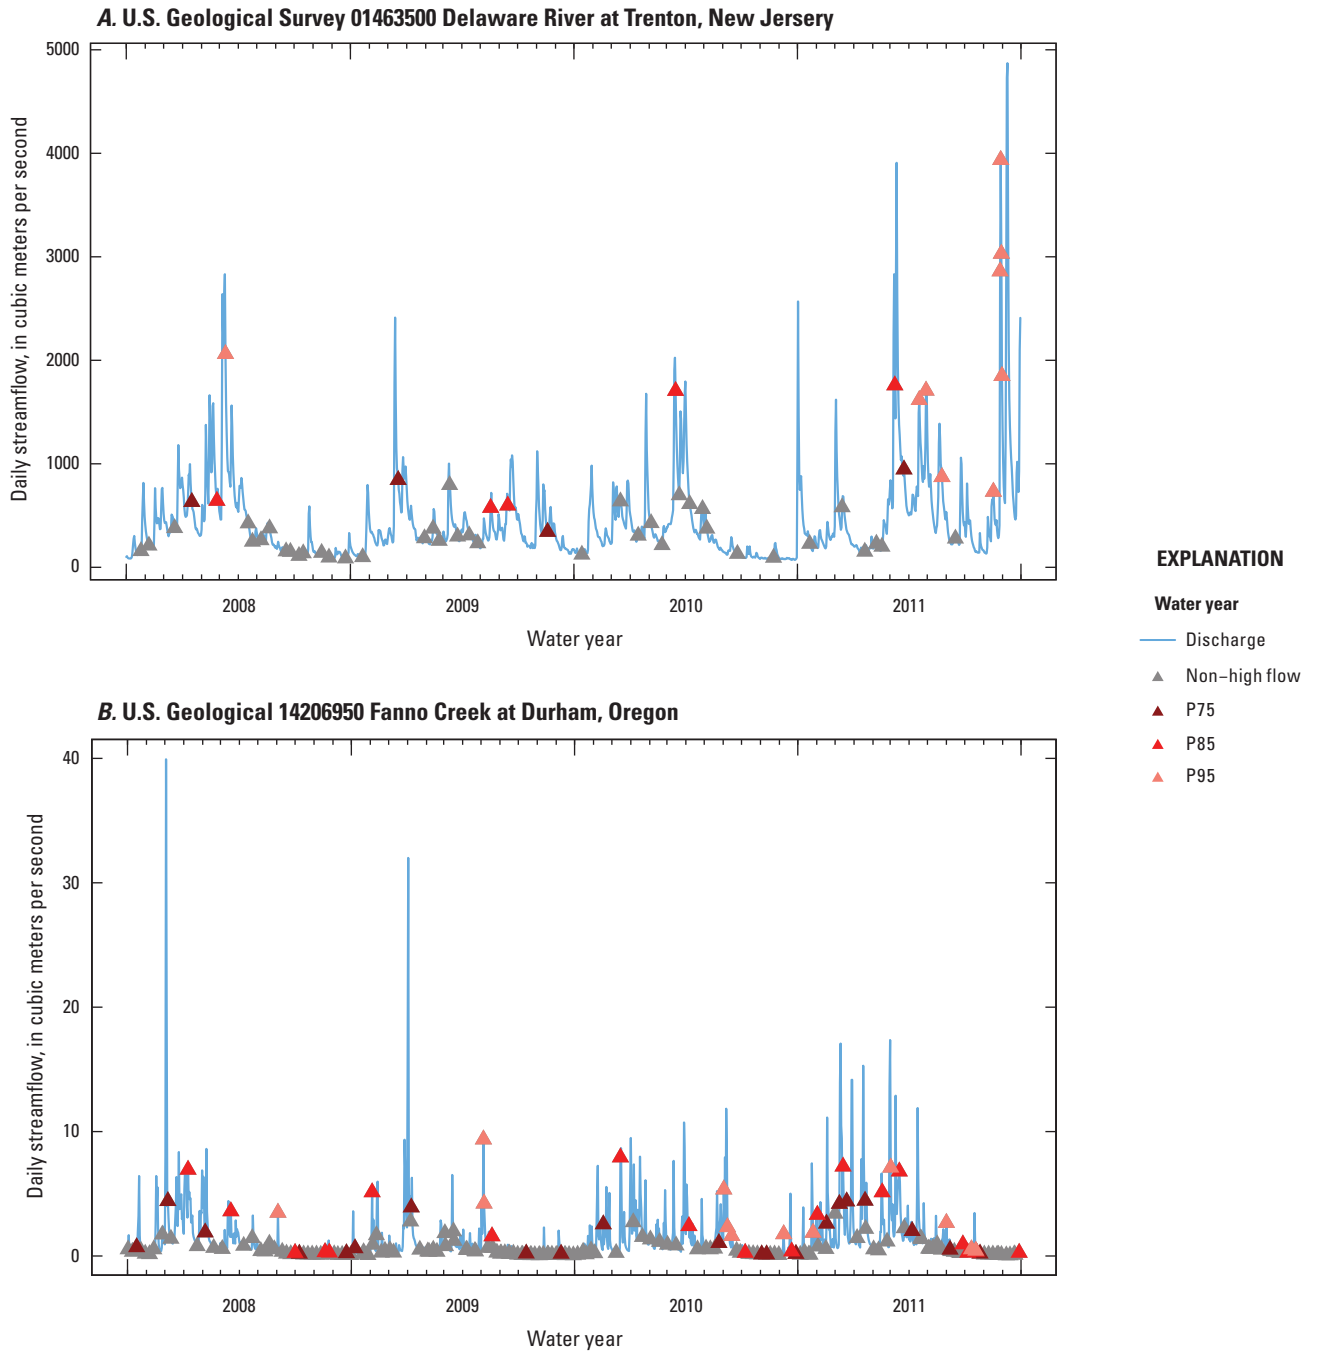 A. U.S. Geological Survey 01463500 Delaware River at Trenton, New Jersery
Daily streamflow, in cubic meters per second
5000
4000
3000
2000
1000
0
2008
2009
2010
2011
Water year
EXPLANATION
Water year
Discharge
Non–high flow
P75
P85
P95
B. U.S. Geological 14206950 Fanno Creek at Durham, Oregon
Daily streamflow, in cubic meters per second
40
30
20
10
0
2008
2009
2010
2011
Water year